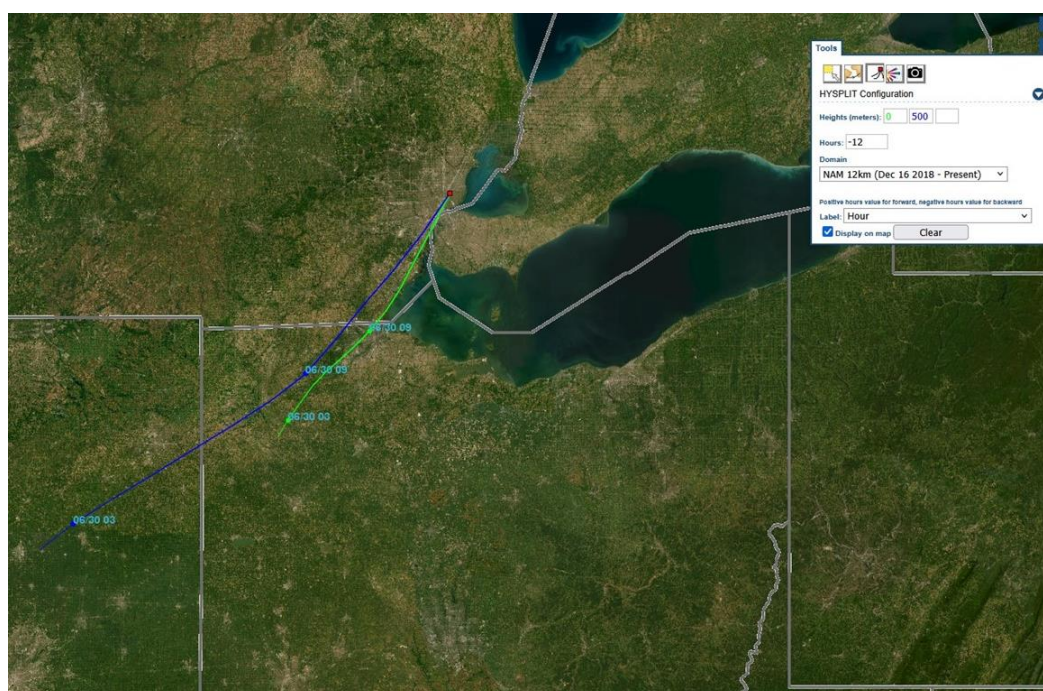 Tools
HYSPLIT Configuration
Heights (meters): 0 500
Hours: -12
Domain
NAM 12km (Dec 16 2018 - Present)
Positive hours value for forward, negative hours value for backward
Label: Hour
Display on map Clear
06/30 09
06/30 09
06/30 03
06/30 03